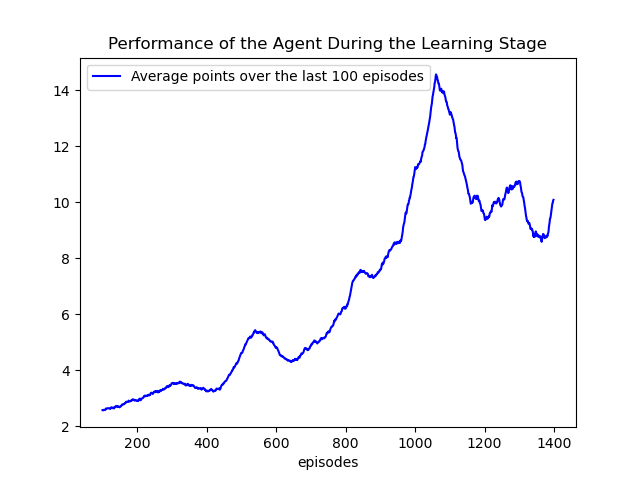 Performance of the Agent During the Learning Stage
Average points over the last 100 episodes
14
12
10
8
6
4
2
200 400 600 800 1000 1200 1400
episodes